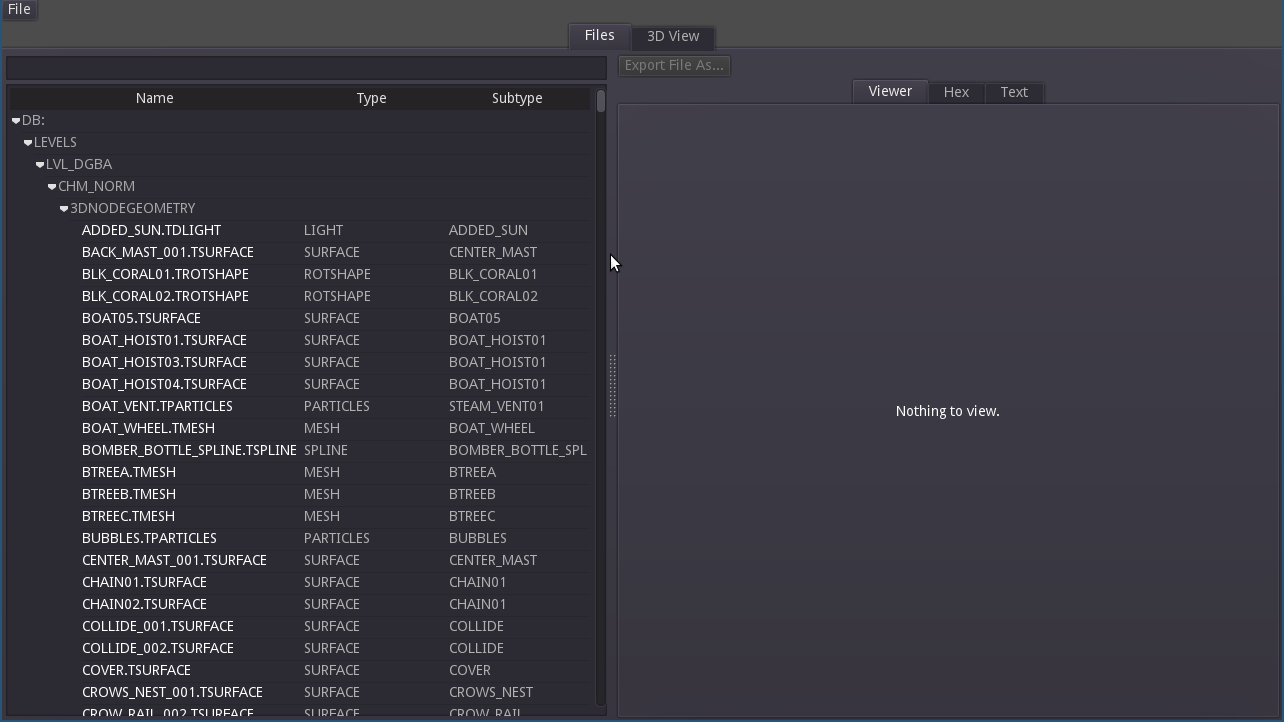 File
Files 3D View
Export File As...
Viewer Hex Text
Name Type Subtype
DB:
LEVELS
LVL_DGBA
CHM_NORM
3DNODEGEOMETRY
ADDED_SUN.TDLIGHT LIGHT ADDED_SUN
BACK_MAST_001.TSURFACE SURFACE CENTER_MAST
BLK_CORAL01.TROTSHAPE ROTSHAPE BLK_CORAL01
BLK_CORAL02.TROTSHAPE ROTSHAPE BLK_CORAL02
BOAT05.TSURFACE SURFACE BOAT05
BOAT_HOIST01.TSURFACE SURFACE BOAT_HOIST01
BOAT_HOIST03.TSURFACE SURFACE BOAT_HOIST01
BOAT_HOIST04.TSURFACE SURFACE BOAT_HOIST01
BOAT_VENT.TPARTICLES PARTICLES STEAM_VENT01
BOAT_WHEEL.TMESH MESH BOAT_WHEEL
BOMBER_BOTTLE_SPLINE.TSPLINE SPLINE BOMBER_BOTTLE_SPL
BTREEA.TMESH MESH BTREEA
BTREEB.TMESH MESH BTREEB
BTREEC.TMESH MESH BTREEC
BUBBLES.TPARTICLES PARTICLES BUBBLES
CENTER_MAST_001.TSURFACE SURFACE CENTER_MAST
CHAIN01.TSURFACE SURFACE CHAIN01
CHAIN02.TSURFACE SURFACE CHAIN01
COLLIDE_001.TSURFACE SURFACE COLLIDE
COLLIDE_002.TSURFACE SURFACE COLLIDE
COVER.TSURFACE SURFACE COVER
CROWS_NEST_001.TSURFACE SURFACE CROWS_NEST
CROW_RAIL_002.TSURFACE SURFACE CROW_RAIL
Nothing to view.